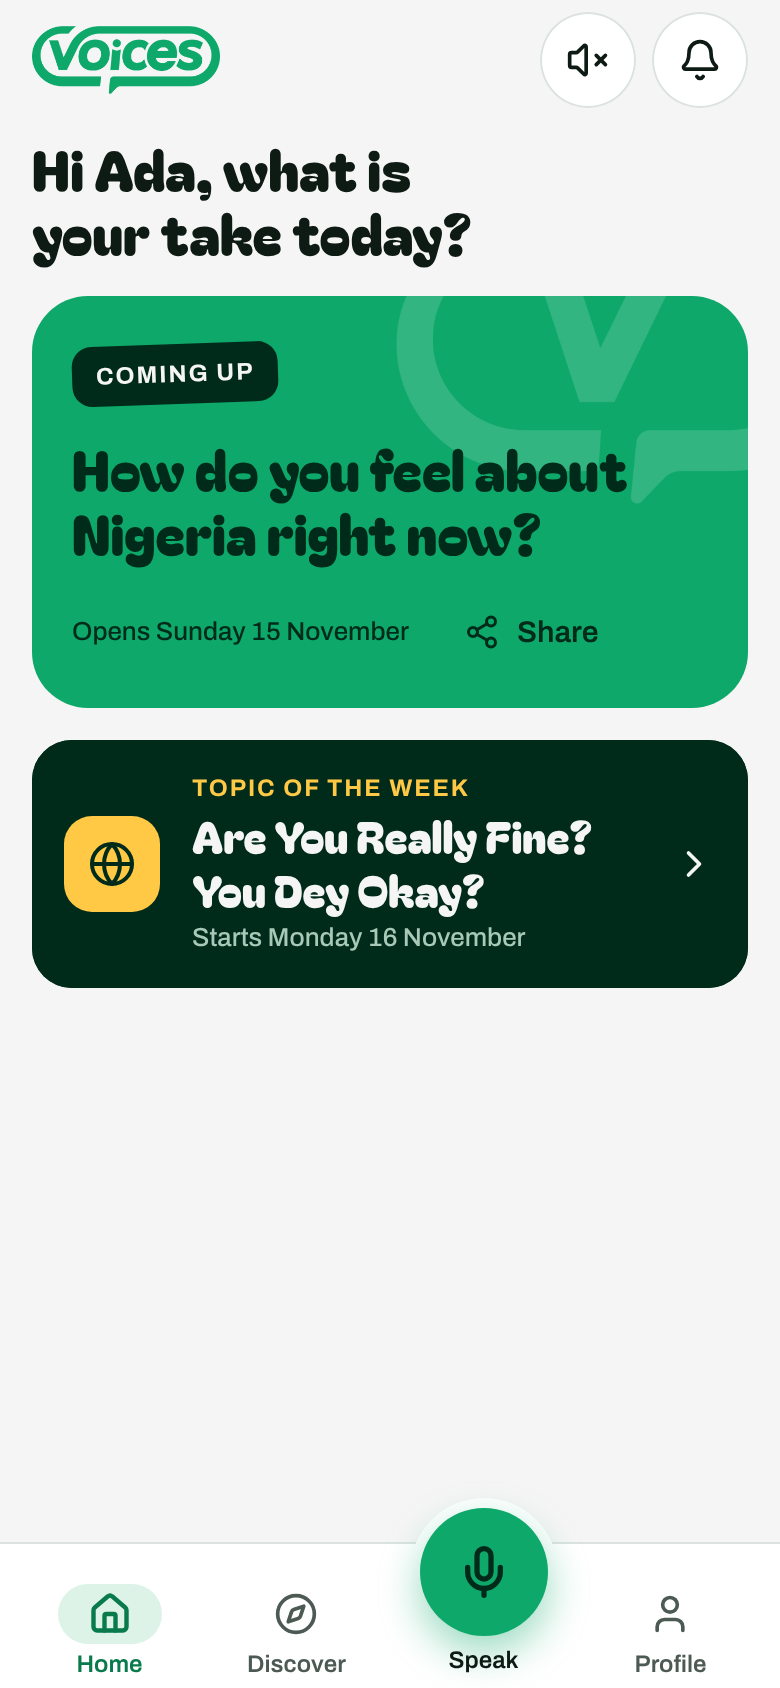 Voices
Hi Ada, what is
your take today?
COMING UP
How do you feel about
Nigeria right now?
Opens Sunday 15 November
Share
TOPIC OF THE WEEK
Are You Really Fine?
You Dey Okay?
Starts Monday 16 November
Home
Discover
Speak
Profile